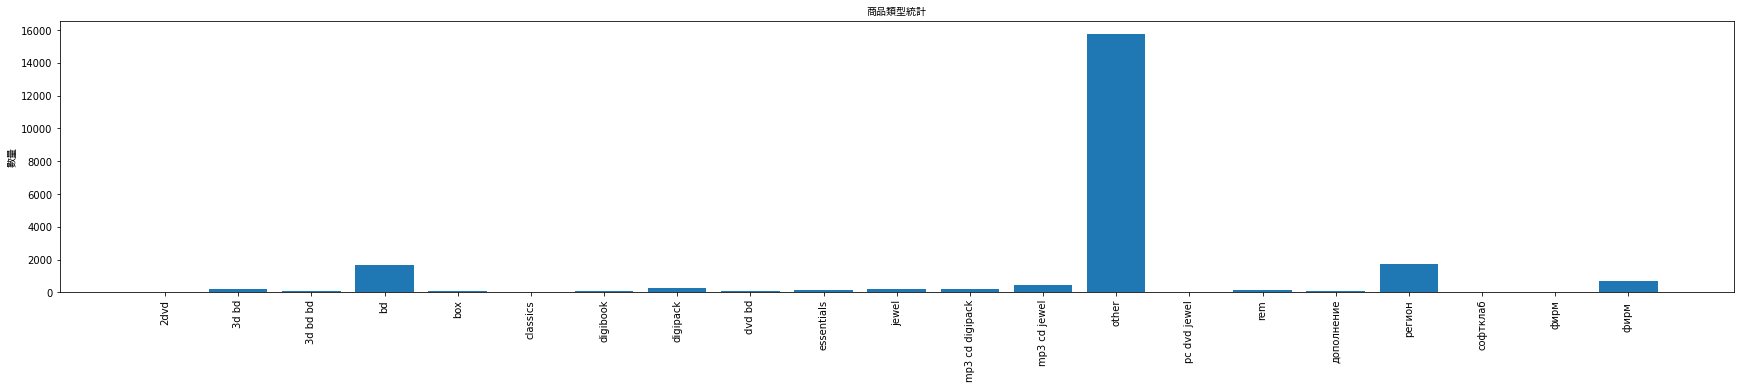 商品類型統計
數量
16000
14000
12000
10000
8000
6000
4000
2000
0
2dvd
3d bd
3d bd bd
bd
box
classics
digibook
digipack
dvd bd
essentials
jewel
mp3 cd digipack
mp3 cd jewel
other
pc dvd jewel
rem
дополнение
регион
софтклаб
фирм
фирм